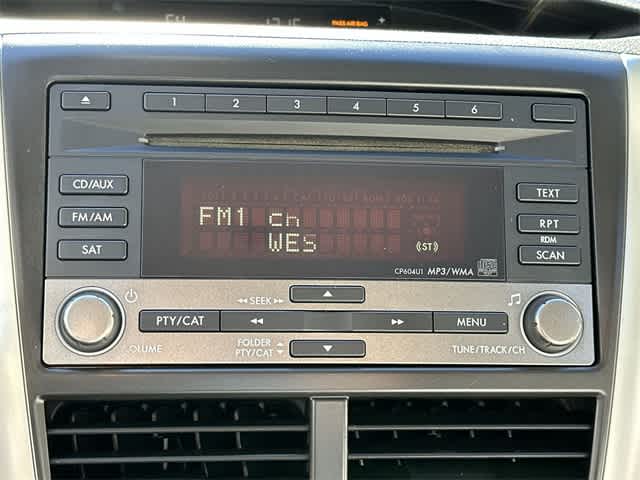 PASS AIR BAG
1 2 3 4 5 6
CD/AUX
TEXT
FM/AM
FM1 ch
RPT
RDM
SAT
WES
(ST)
SCAN
CP604U1 MP3/WMA
SEEK
PTY/CAT
MENU
VOLUME
FOLDER
PTY/CAT
TUNE/TRACK/CH